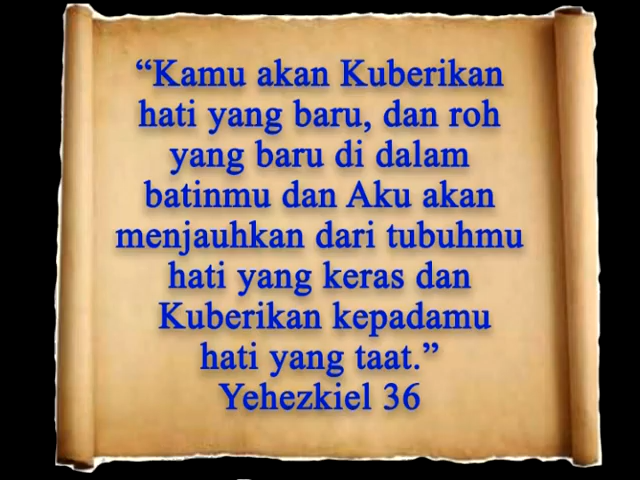 “Kamu akan Kuberikan
hati yang baru, dan roh
yang baru di dalam
batinmu dan Aku akan
menjauhkan dari tubuhmu
hati yang keras dan
Kuberikan kepadamu
hati yang taat.”
Yehezkiel 36